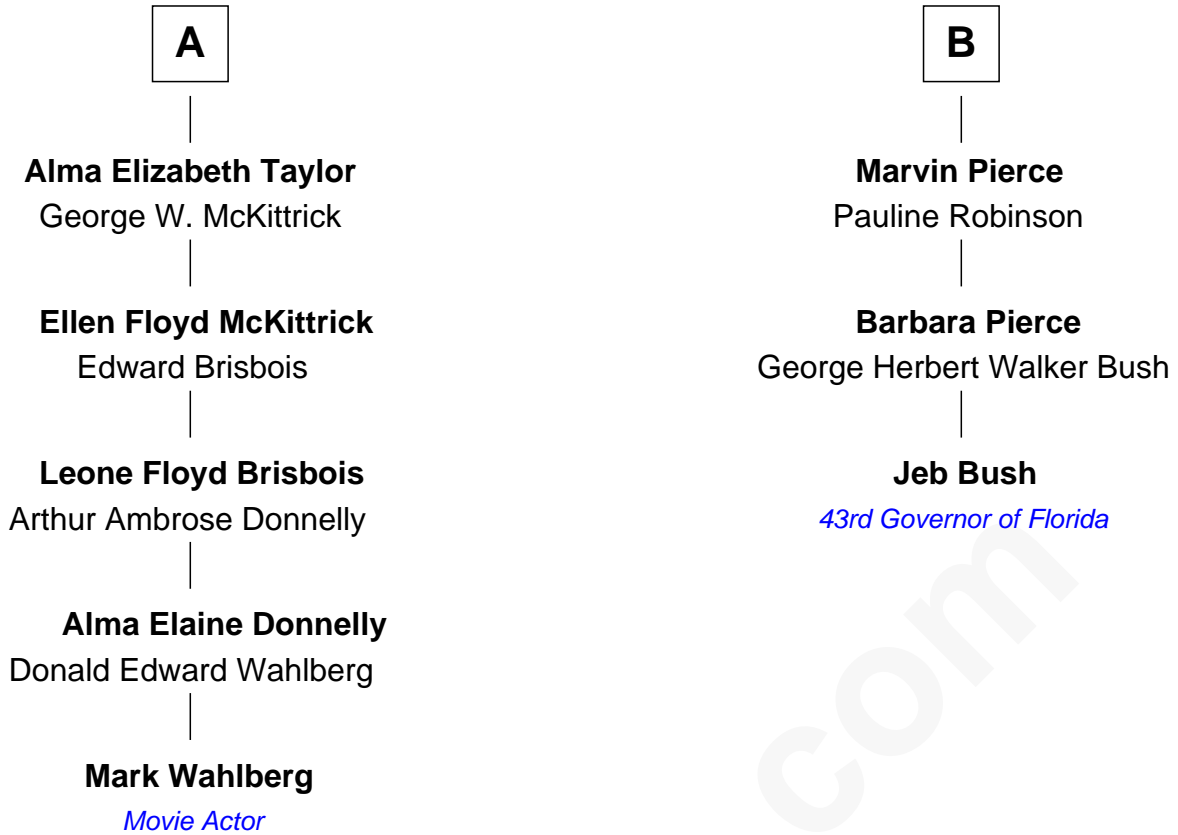 A
Alma Elizabeth Taylor
George W. McKittrick
Ellen Floyd McKittrick
Edward Brisbois
Leone Floyd Brisbois
Arthur Ambrose Donnelly
Alma Elaine Donnelly
Donald Edward Wahlberg
Mark Wahlberg
Movie Actor
B
Marvin Pierce
Pauline Robinson
Barbara Pierce
George Herbert Walker Bush
Jeb Bush
43rd Governor of Florida
com